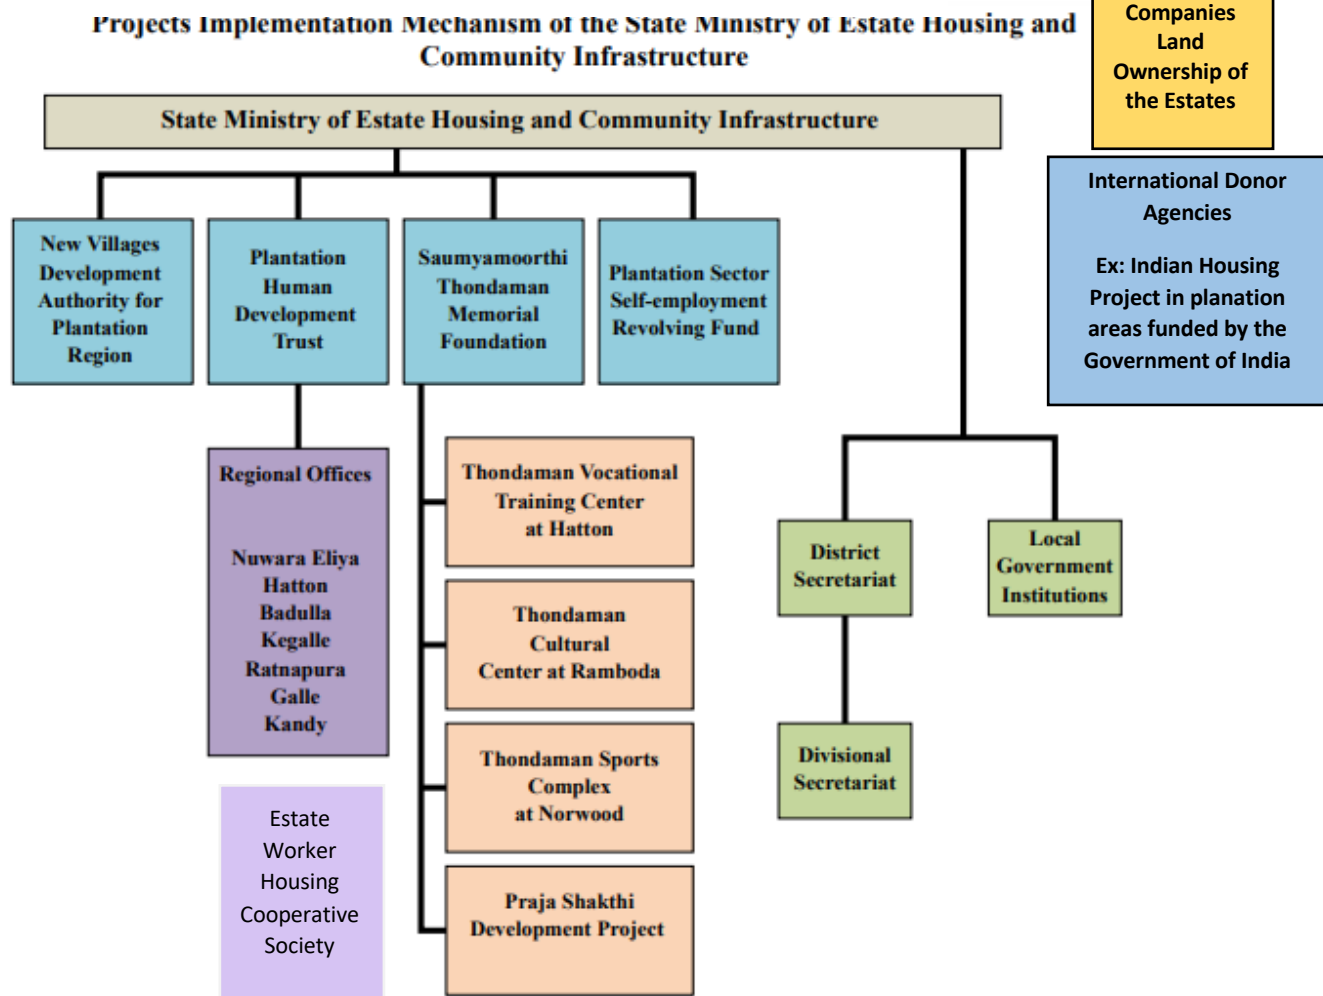 Projects Implementation Mechanism of the State Ministry of Estate Housing and
Community Infrastructure
Companies
Land
Ownership of
the Estates
State Ministry of Estate Housing and Community Infrastructure
International Donor
Agencies
Ex: Indian Housing
Project in planation
areas funded by the
Government of India
New Villages
Development
Authority for
Plantation
Region
Plantation
Human
Development
Trust
Saumyamoorthi
Thondaman
Memorial
Foundation
Plantation Sector
Self-employment
Revolving Fund
Regional Offices
Nuwara Eliya
Hatton
Badulla
Kegalle
Ratnapura
Galle
Kandy
Estate
Worker
Housing
Cooperative
Society
Thondaman Vocational
Training Center
at Hatton
Thondaman
Cultural
Center at Ramboda
Thondaman Sports
Complex
at Norwood
Praja Shakthi
Development Project
District
Secretariat
Local
Government
Institutions
Divisional
Secretariat